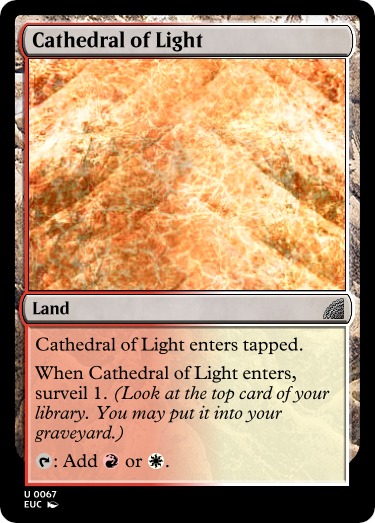 Cathedral of Light
Land
Cathedral of Light enters tapped.
When Cathedral of Light enters,
surveil 1. (Look at the top card of your
library. You may put it into your
graveyard.)
: Add or .
U 0067
EUC